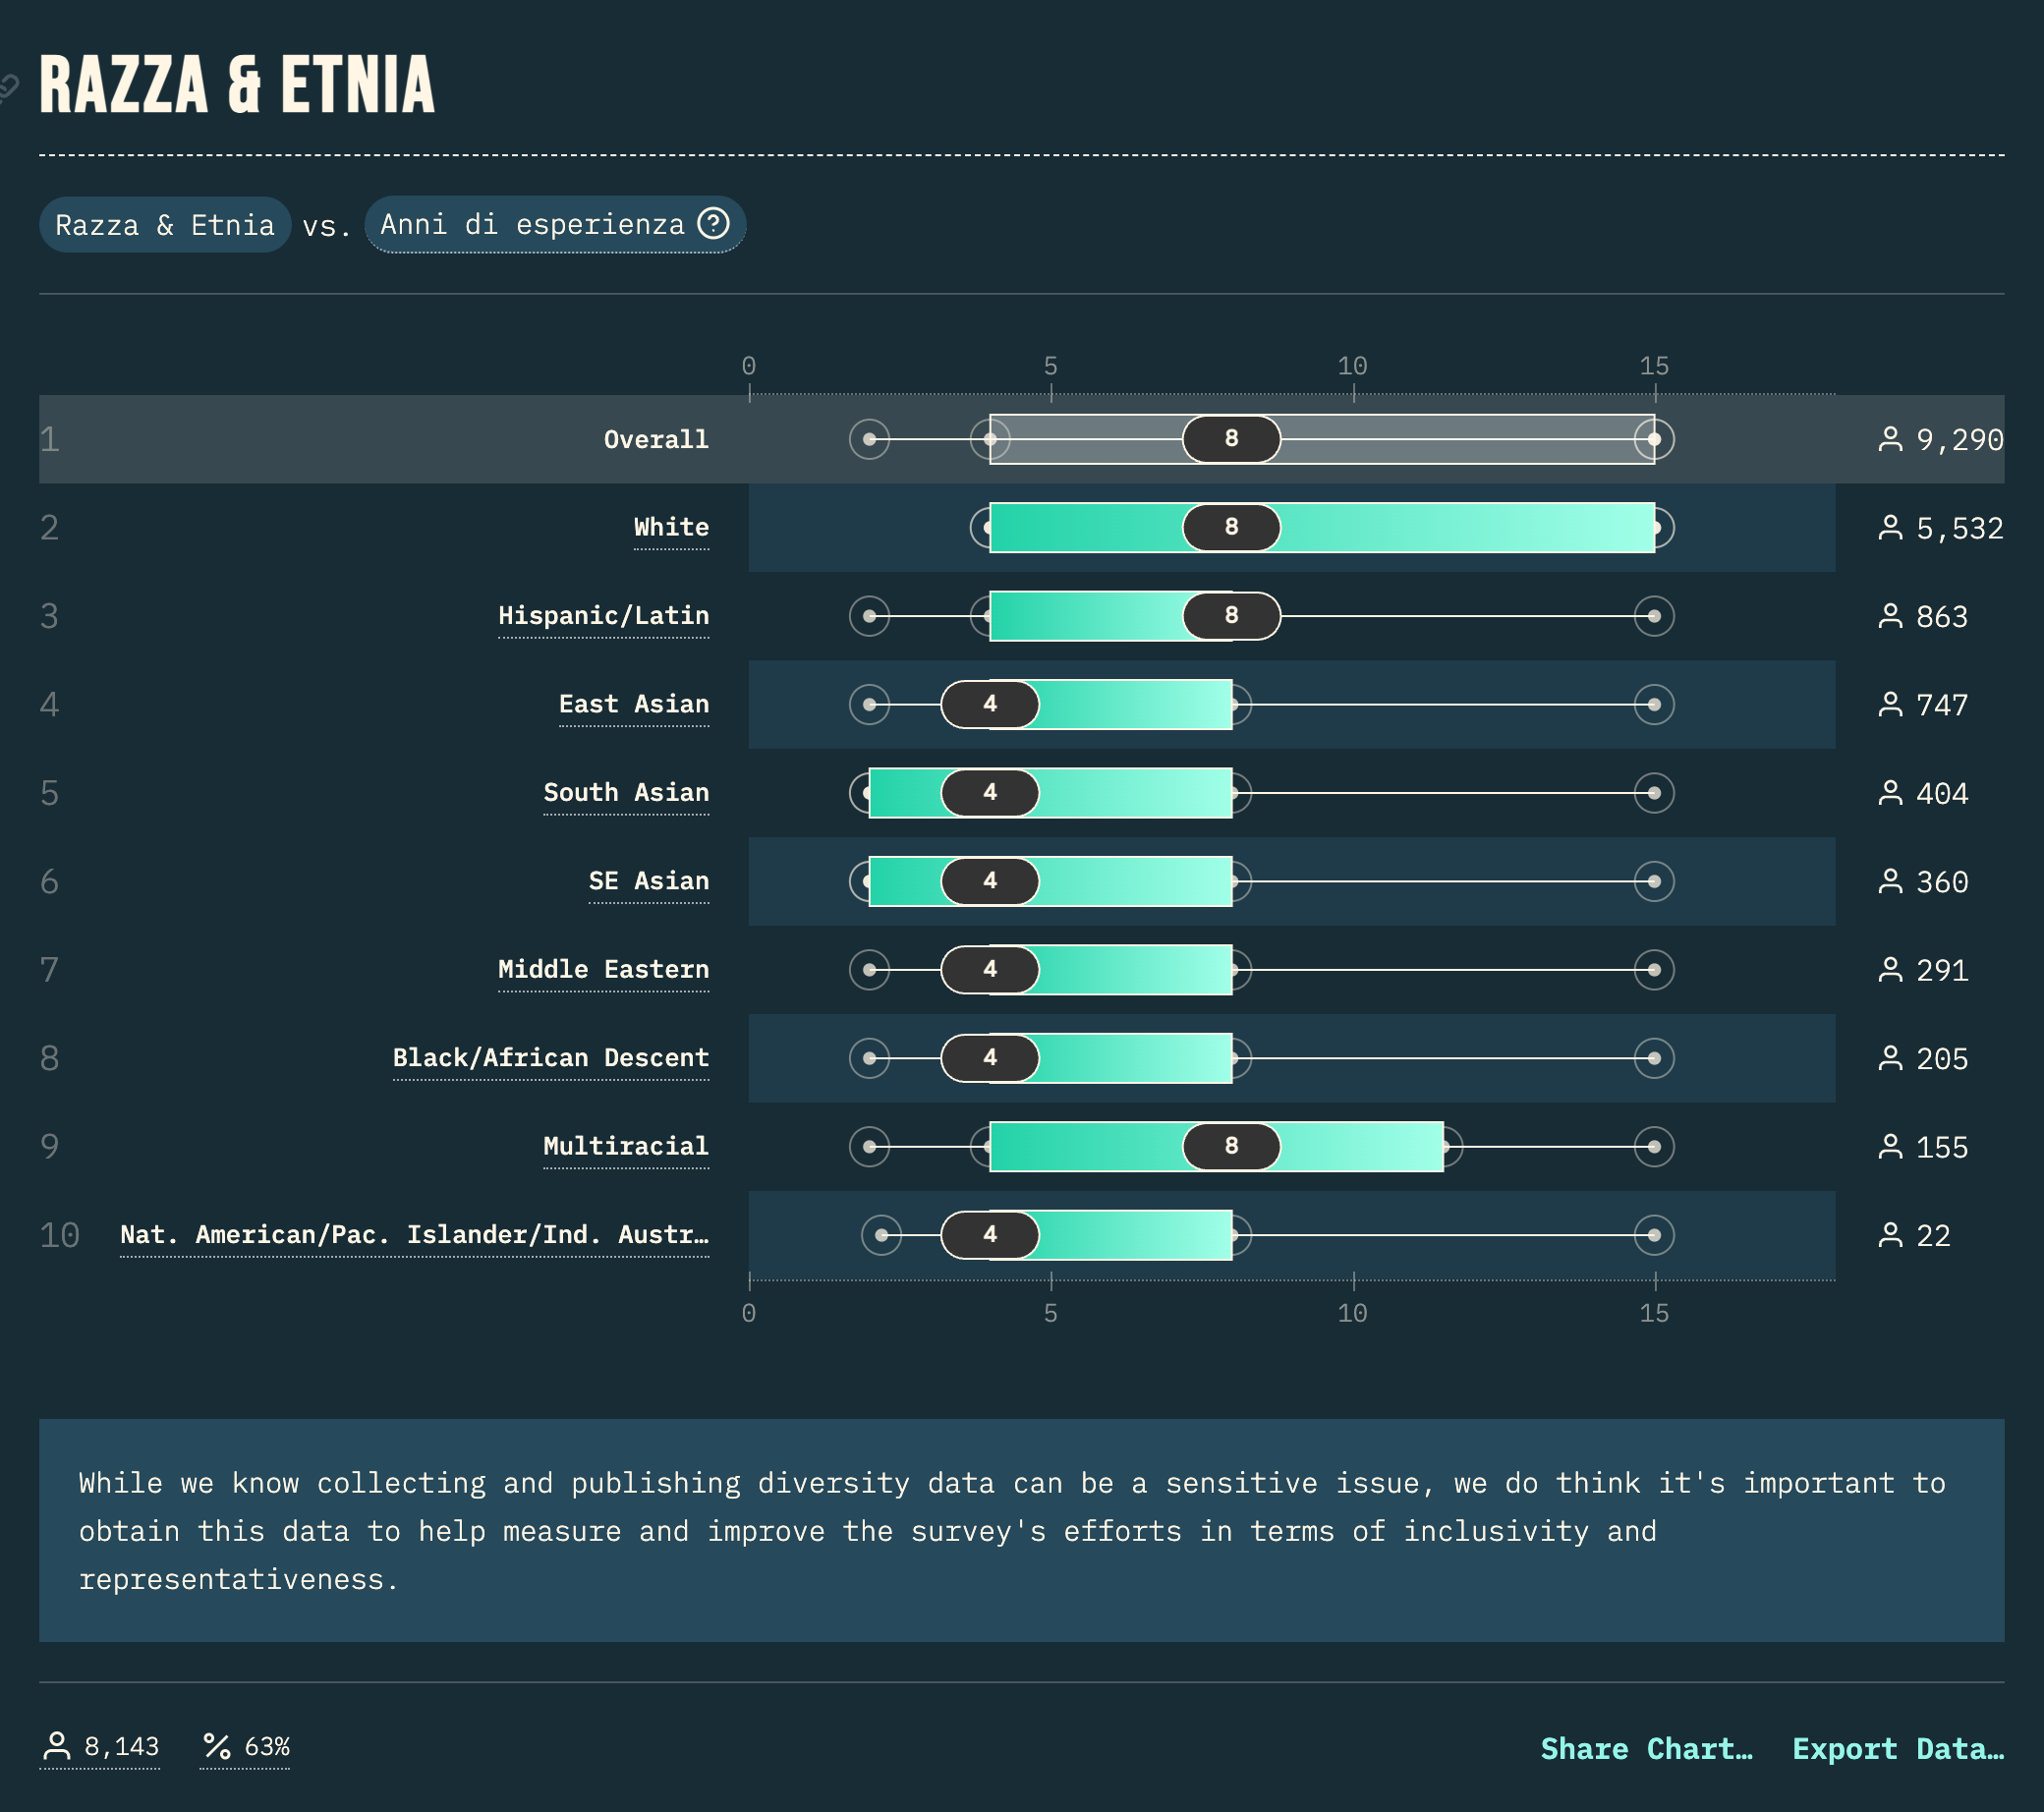 RAZZA & ETNIA
Razza & Etnia vs. Anni di esperienza ?
0 5 10 15
1 Overall 8 9,290
2 White 8 5,532
3 Hispanic/Latin 8 863
4 East Asian 4 747
5 South Asian 4 404
6 SE Asian 4 360
7 Middle Eastern 4 291
8 Black/African Descent 4 205
9 Multiracial 8 155
10 Nat. American/Pac. Islander/Ind. Austr… 4 22
0 5 10 15
While we know collecting and publishing diversity data can be a sensitive issue, we do think it's important to
obtain this data to help measure and improve the survey's efforts in terms of inclusivity and
representativeness.
8,143 % 63% Share Chart… Export Data…